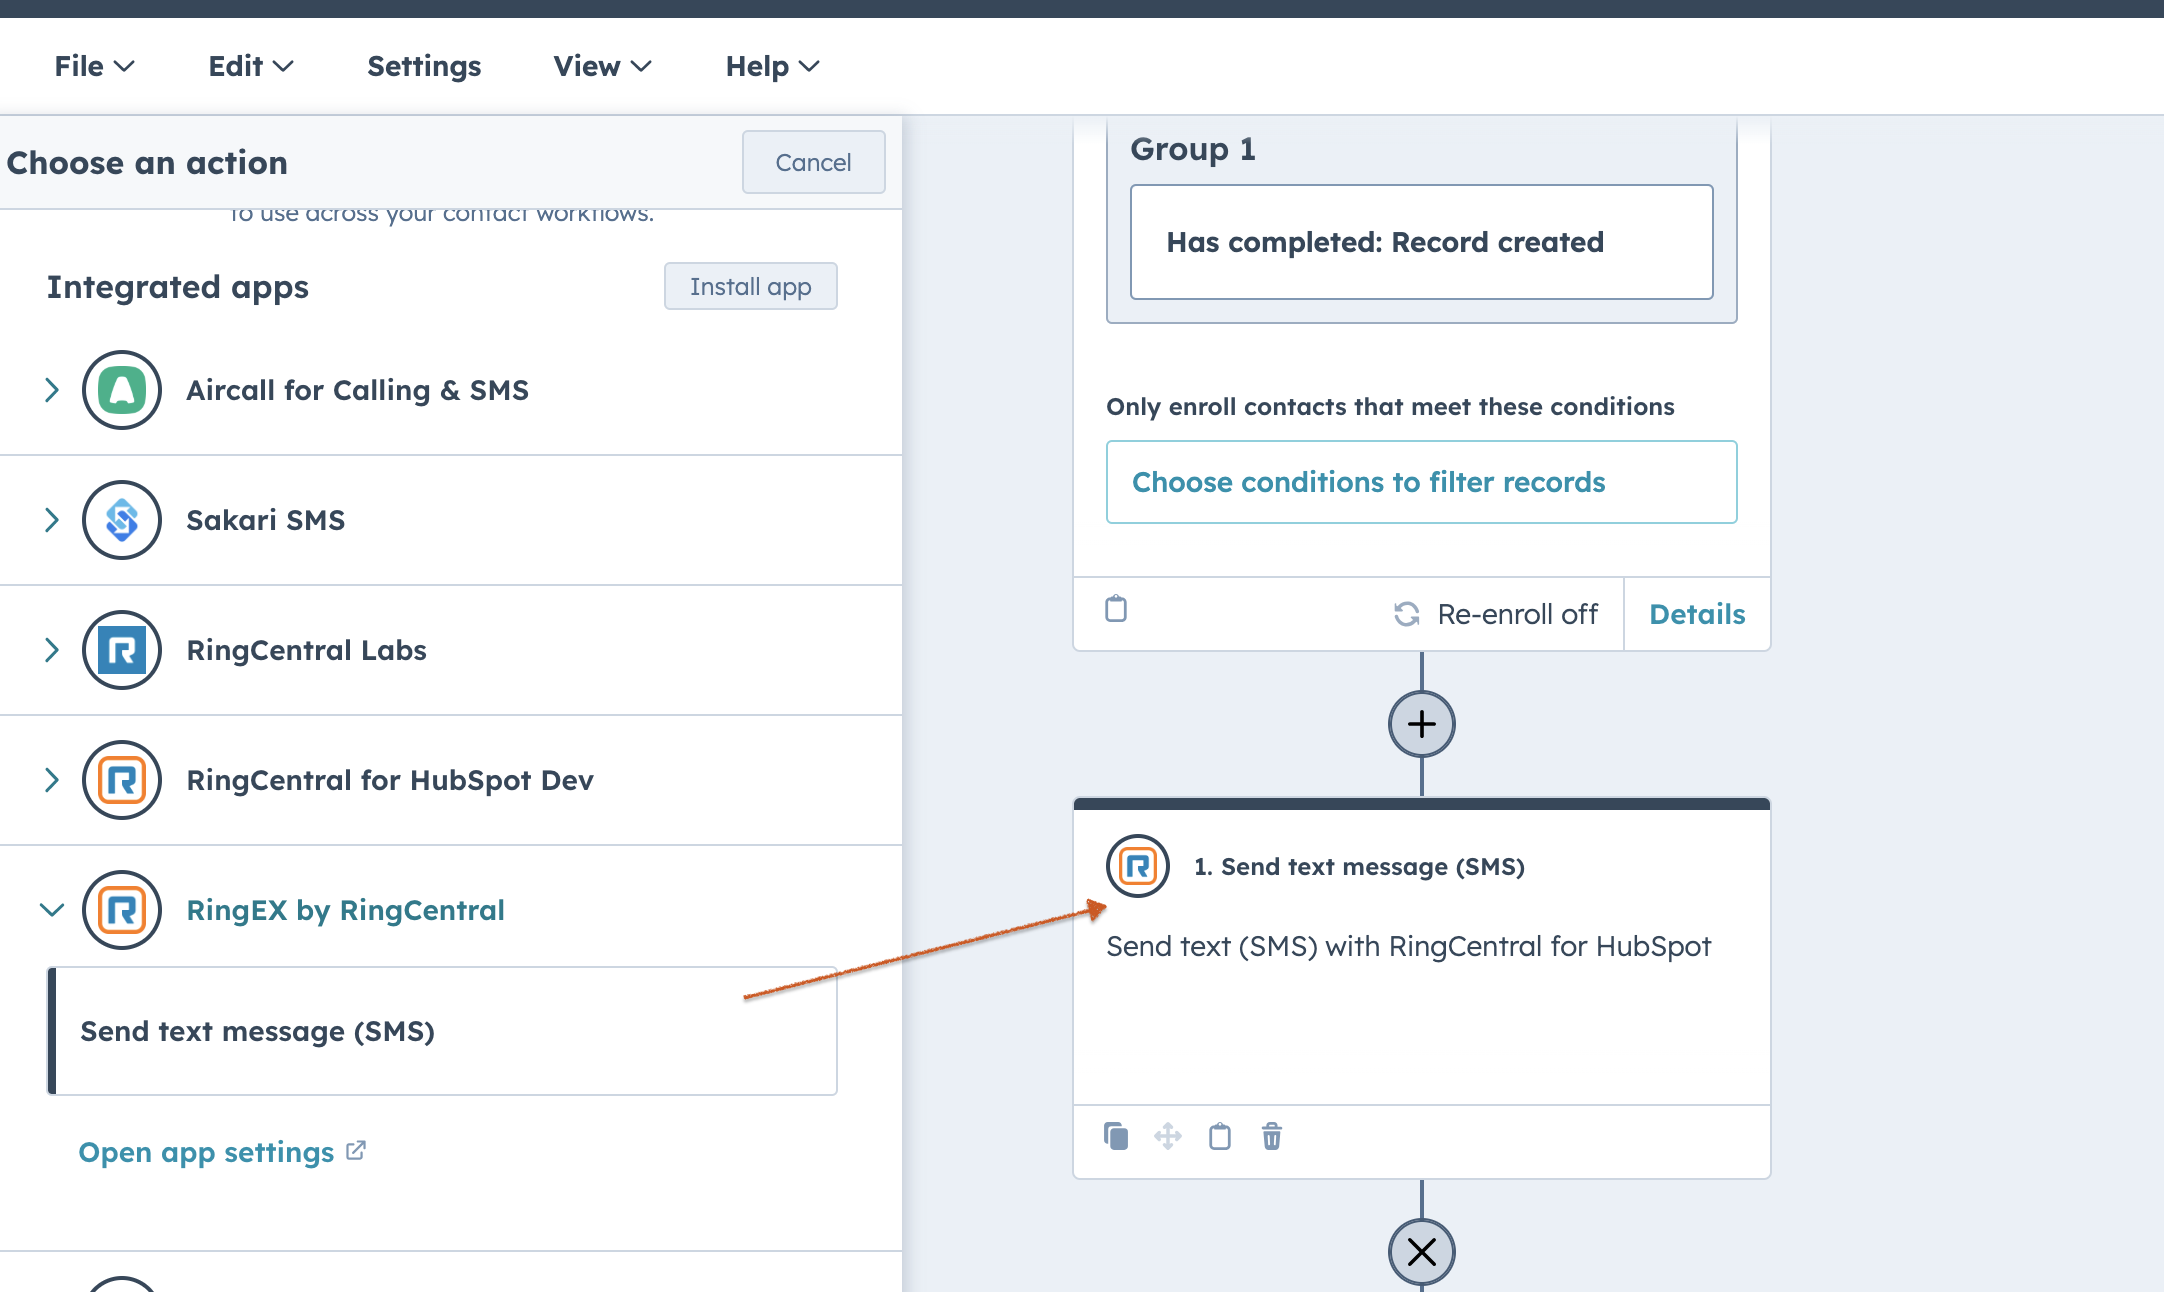 File
Edit
Settings
View
Help
Choose an action
Cancel
to use across your contact workflows.
Integrated apps
Install app
Aircall for Calling & SMS
Sakari SMS
RingCentral Labs
RingCentral for HubSpot Dev
RingEX by RingCentral
Send text message (SMS)
Open app settings
Group 1
Has completed: Record created
Only enroll contacts that meet these conditions
Choose conditions to filter records
Re-enroll off
Details
1. Send text message (SMS)
Send text (SMS) with RingCentral for HubSpot